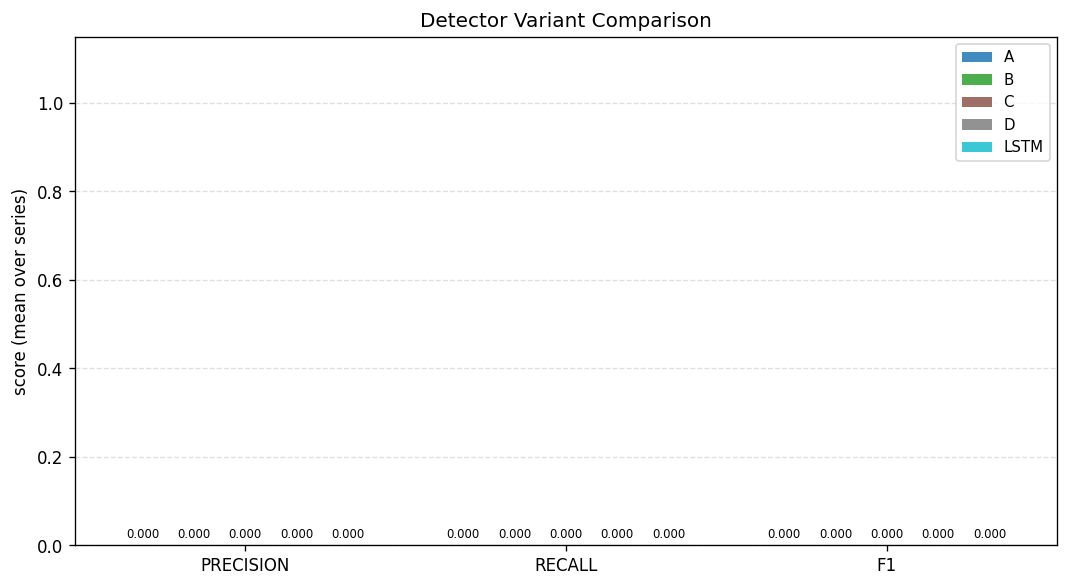 Detector Variant Comparison
score (mean over series)
1.0
0.8
0.6
0.4
0.2
0.0
A
B
C
D
LSTM
0.000 0.000 0.000 0.000 0.000 0.000 0.000 0.000 0.000 0.000 0.000 0.000 0.000 0.000 0.000
PRECISION RECALL F1